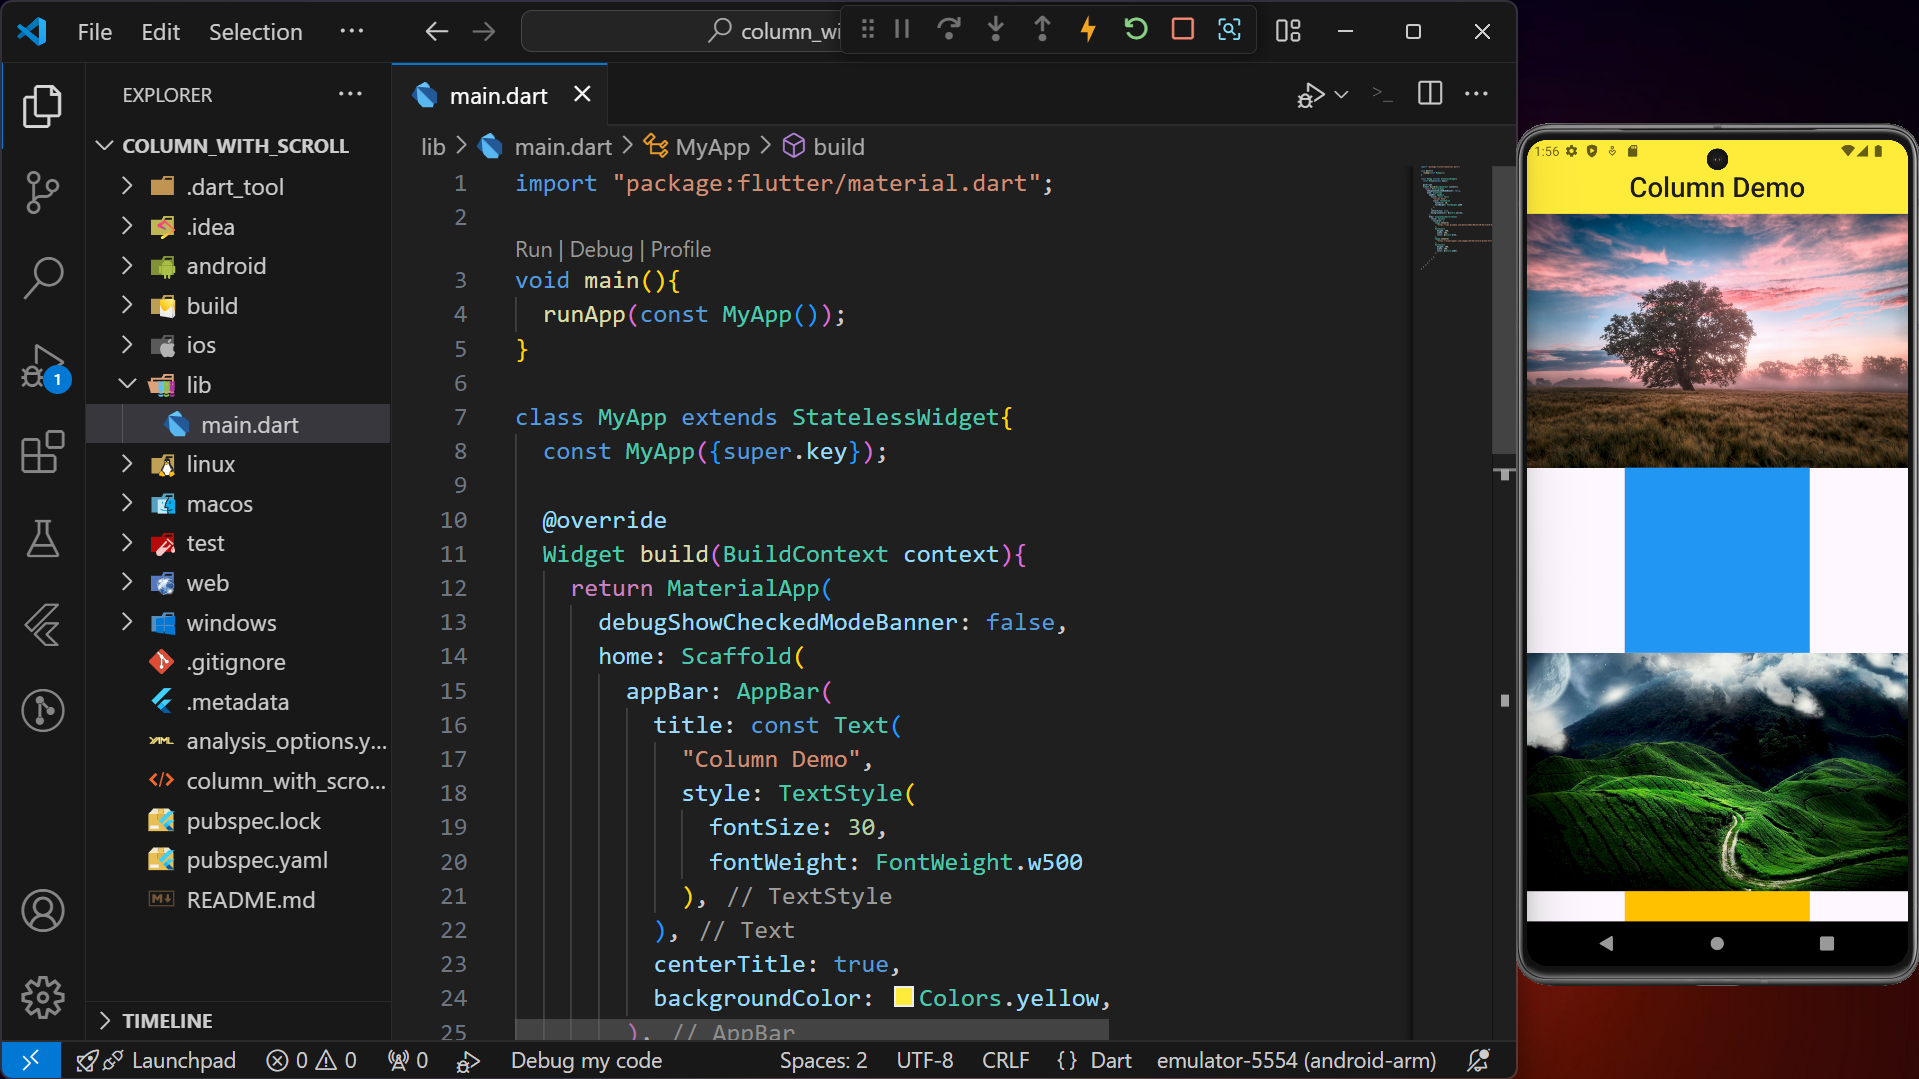 File Edit Selection ···
column_wi
EXPLORER ···
COLUMN_WITH_SCROLL
.dart_tool
.idea
android
build
ios
lib
main.dart
linux
macos
test
web
windows
.gitignore
.metadata
analysis_options.y...
column_with_scro...
pubspec.lock
pubspec.yaml
README.md
TIMELINE
main.dart
lib > main.dart > MyApp > build
1 import "package:flutter/material.dart";
2
Run | Debug | Profile
3 void main(){
4 runApp(const MyApp());
5 }
6
7 class MyApp extends StatelessWidget{
8 const MyApp({super.key});
9
10 @override
11 Widget build(BuildContext context){
12 return MaterialApp(
13 debugShowCheckedModeBanner: false,
14 home: Scaffold(
15 appBar: AppBar(
16 title: const Text(
17 "Column Demo",
18 style: TextStyle(
19 fontSize: 30,
20 fontWeight: FontWeight.w500
21 ), // TextStyle
22 ), // Text
23 centerTitle: true,
24 backgroundColor: Colors.yellow,
25 ), // AppBar
1
Launchpad 0 0 0 Debug my code Spaces: 2 UTF-8 CRLF {} Dart emulator-5554 (android-arm)
1:56
Column Demo